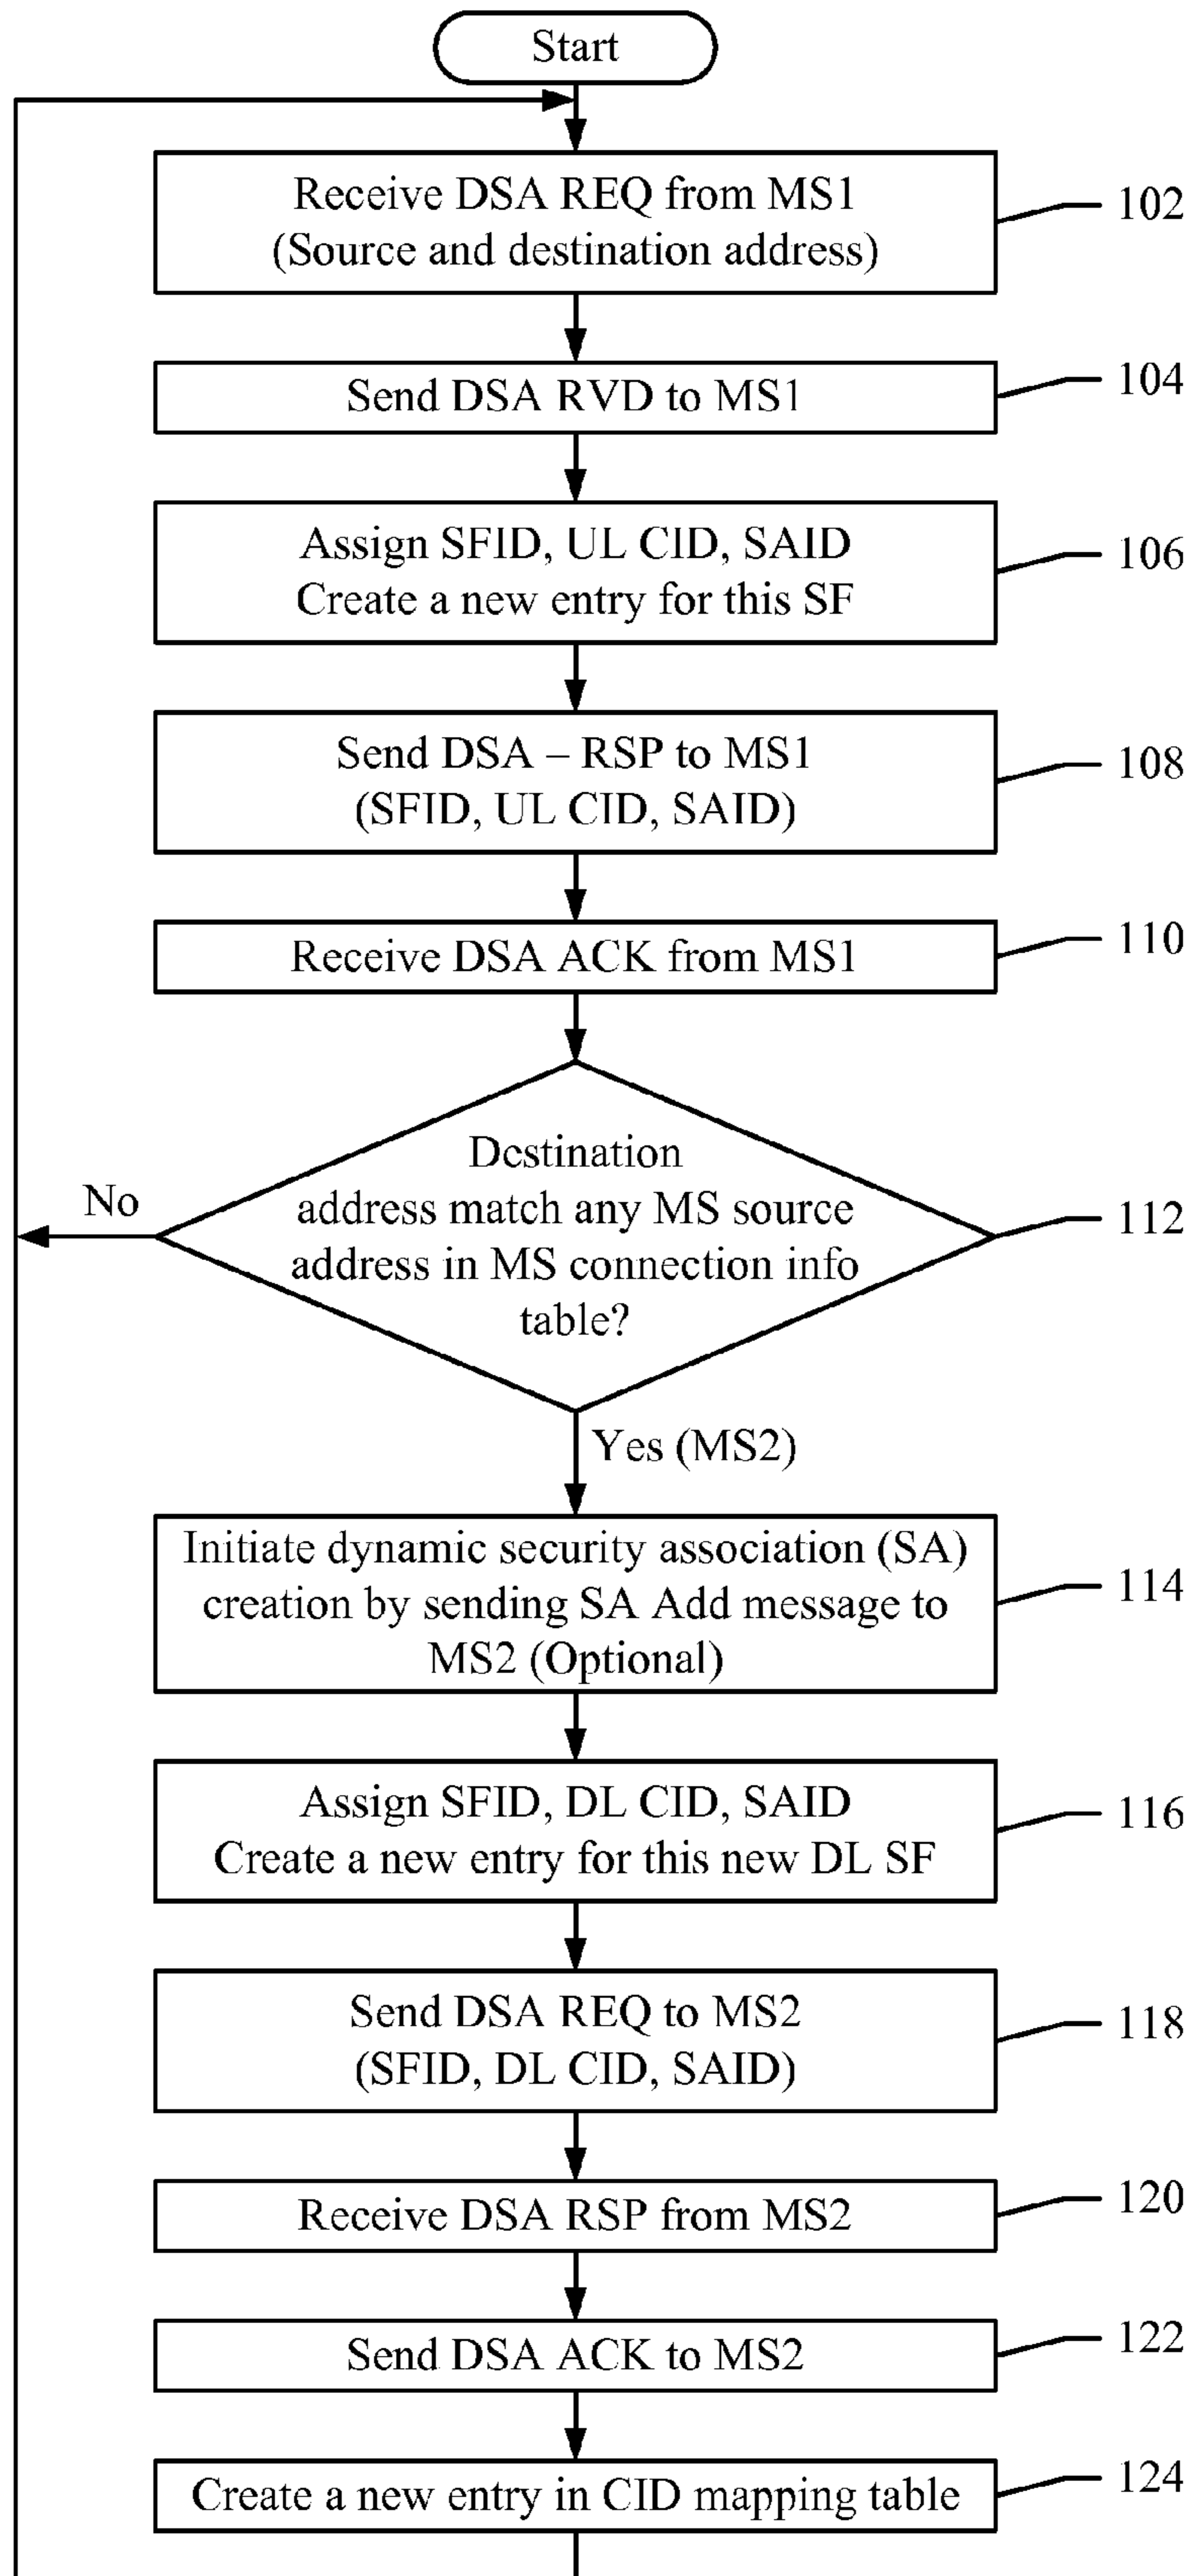 Start
Receive DSA REQ from MS1
(Source and destination address)
102
Send DSA RVD to MS1
104
Assign SFID, UL CID, SAID
Create a new entry for this SF
106
Send DSA – RSP to MS1
(SFID, UL CID, SAID)
108
Receive DSA ACK from MS1
110
Destination
address match any MS source
address in MS connection info
table?
112
No
Yes (MS2)
Initiate dynamic security association (SA)
creation by sending SA Add message to
MS2 (Optional)
114
Assign SFID, DL CID, SAID
Create a new entry for this new DL SF
116
Send DSA REQ to MS2
(SFID, DL CID, SAID)
118
Receive DSA RSP from MS2
120
Send DSA ACK to MS2
122
Create a new entry in CID mapping table
124